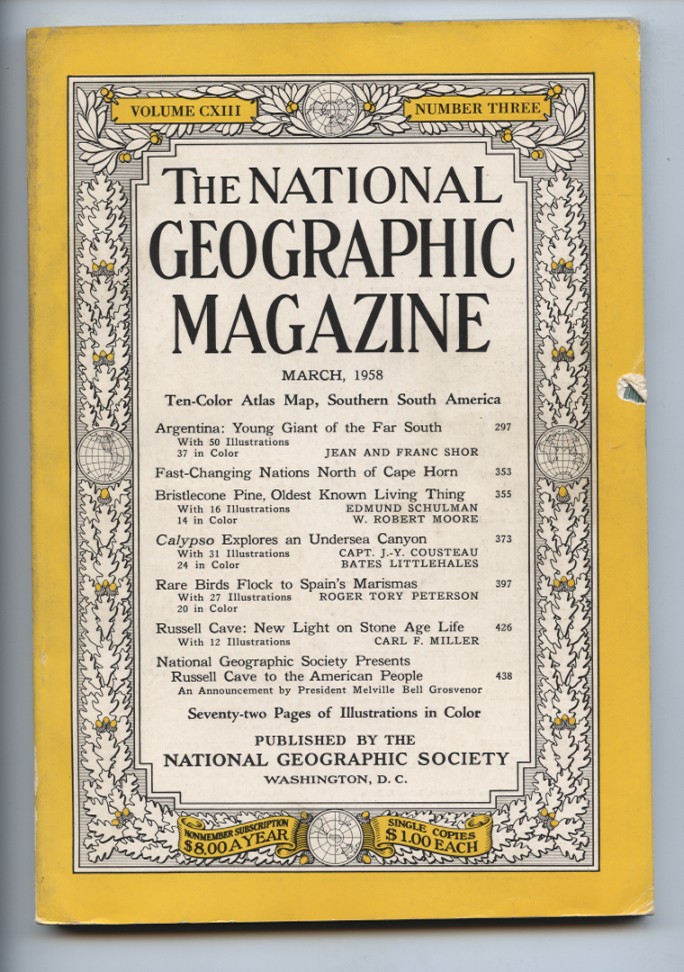 VOLUME CXIII
NUMBER THREE
THE NATIONAL
GEOGRAPHIC
MAGAZINE
MARCH, 1958
Ten-Color Atlas Map, Southern South America
Argentina: Young Giant of the Far South 297
With 50 Illustrations
37 in Color JEAN AND FRANC SHOR
Fast-Changing Nations North of Cape Horn 353
Bristlecone Pine, Oldest Known Living Thing 355
With 16 Illustrations EDMUND SCHULMAN
14 in Color W. ROBERT MOORE
Calypso Explores an Undersea Canyon 373
With 31 Illustrations CAPT. J.-Y. COUSTEAU
24 in Color BATES LITTLEHALES
Rare Birds Flock to Spain's Marismas 397
With 27 Illustrations ROGER TORY PETERSON
20 in Color
Russell Cave: New Light on Stone Age Life 426
With 12 Illustrations CARL F. MILLER
National Geographic Society Presents
Russell Cave to the American People 438
An Announcement by President Melville Bell Grosvenor
Seventy-two Pages of Illustrations in Color
PUBLISHED BY THE
NATIONAL GEOGRAPHIC SOCIETY
WASHINGTON, D. C.
NONMEMBER SUBSCRIPTION
$8.00 A YEAR
SINGLE COPIES
$1.00 EACH